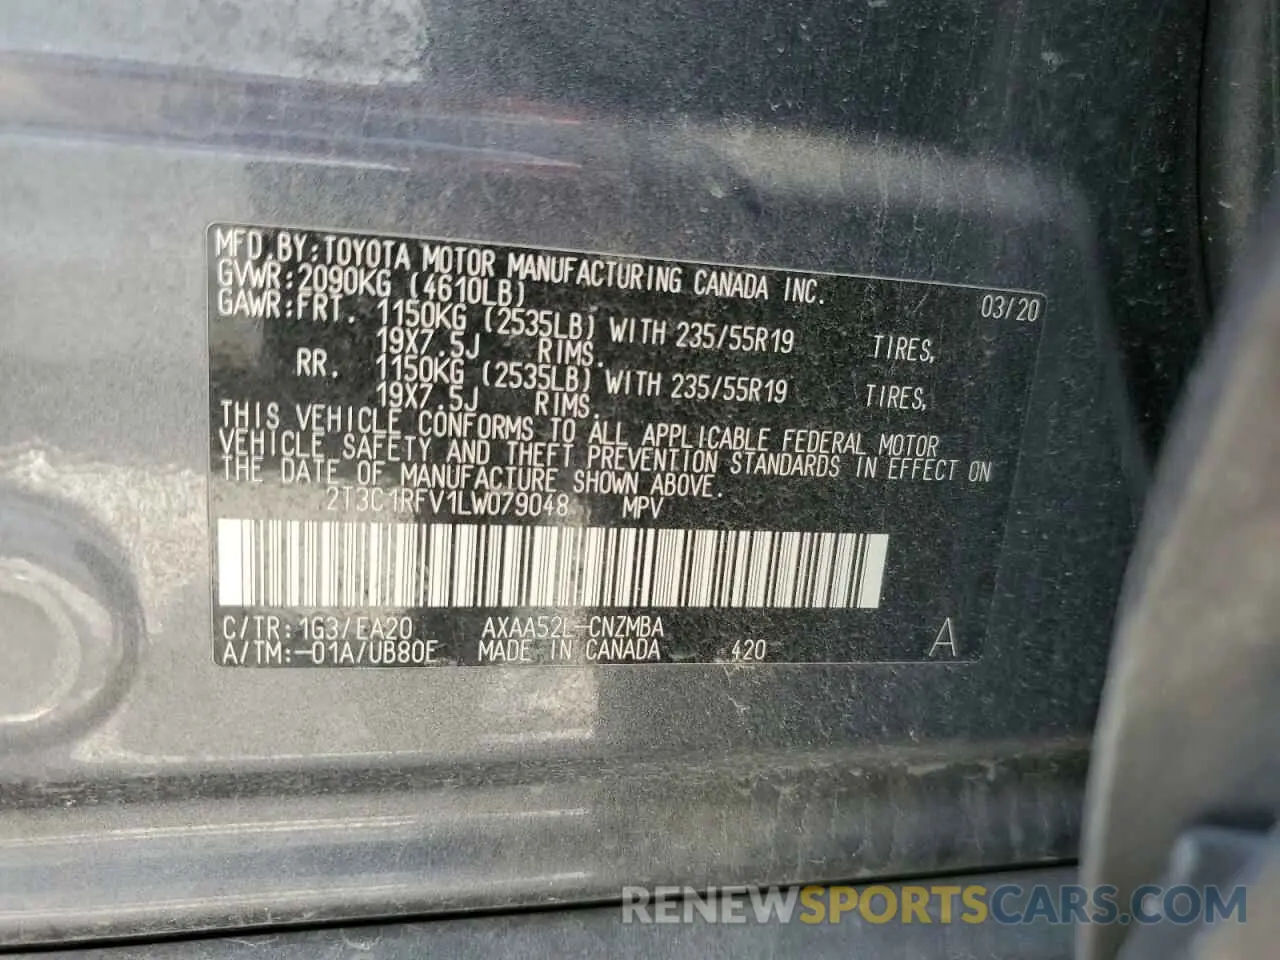 MFD.BY:TOYOTA MOTOR MANUFACTURING CANADA INC.
GVWR:2090KG (4610LB) 03/20
GAWR:FRT. 1150KG (2535LB) WITH 235/55R19 TIRES,
19X7.5J RIMS.
RR. 1150KG (2535LB) WITH 235/55R19 TIRES,
19X7.5J RIMS.
THIS VEHICLE CONFORMS TO ALL APPLICABLE FEDERAL MOTOR
VEHICLE SAFETY AND THEFT PREVENTION STANDARDS IN EFFECT ON
THE DATE OF MANUFACTURE SHOWN ABOVE.
2T3C1RFV1LW079048 MPV
C/TR:1G3/EA20 AXAA52L-CNZMBA
A/TM:-01A/UB80E MADE IN CANADA 420 A
RENEWSPORTSCARS.COM